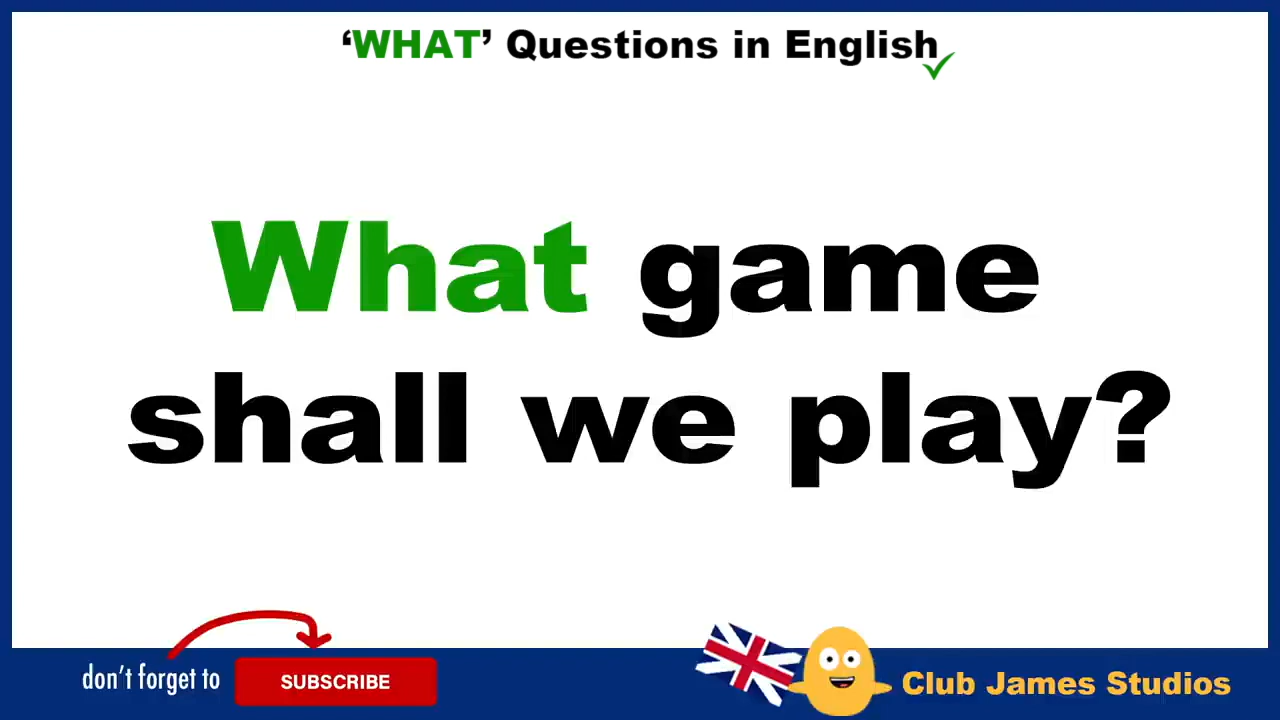 ‘WHAT’ Questions in English
What game
shall we play?
don't forget to
SUBSCRIBE
Club James Studios